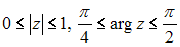 0 ≤ |z| ≤ 1, π/4 ≤ arg z ≤ π/2